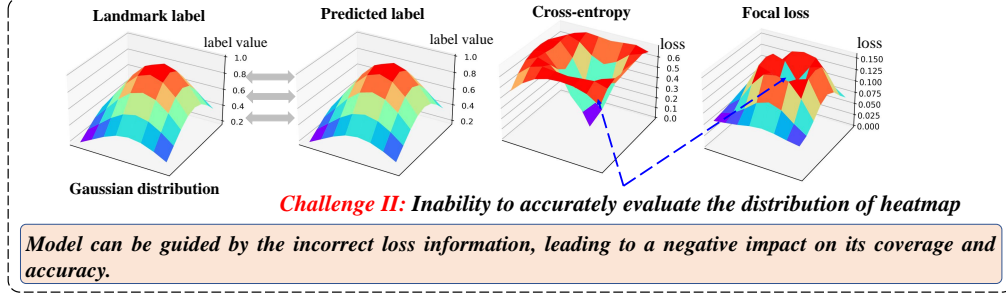 Landmark label
Predicted label
Cross-entropy
Focal loss
label value
1.0
0.8
0.6
0.4
0.2
label value
1.0
0.8
0.6
0.4
0.2
loss
0.6
0.5
0.4
0.3
0.2
0.1
0.0
loss
0.150
0.125
0.100
0.075
0.050
0.025
0.000
Gaussian distribution
Challenge II: Inability to accurately evaluate the distribution of heatmap
Model can be guided by the incorrect loss information, leading to a negative impact on its coverage and
accuracy.